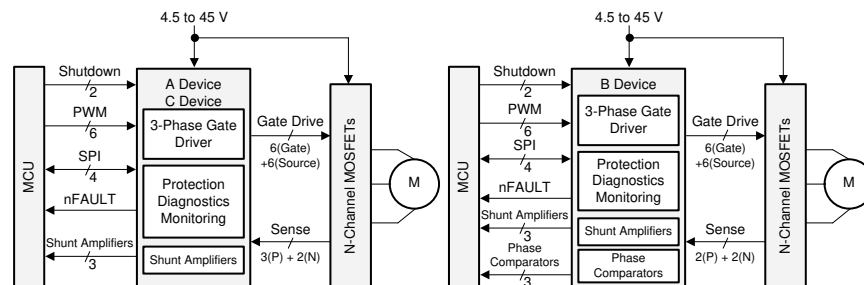 4.5 to 45 V
MCU
Shutdown
2
PWM
6
SPI
4
nFAULT
Shunt Amplifiers
3
A Device
C Device
3-Phase Gate
Driver
Protection
Diagnostics
Monitoring
Shunt Amplifiers
Gate Drive
6(Gate)
+6(Source)
Sense
3(P) + 2(N)
N-Channel MOSFETs
M
4.5 to 45 V
MCU
Shutdown
2
PWM
6
SPI
4
nFAULT
Shunt Amplifiers
3
Phase
Comparators
3
B Device
3-Phase Gate
Driver
Protection
Diagnostics
Monitoring
Shunt Amplifiers
Phase
Comparators
Gate Drive
6(Gate)
+6(Source)
Sense
2(P) + 2(N)
N-Channel MOSFETs
M